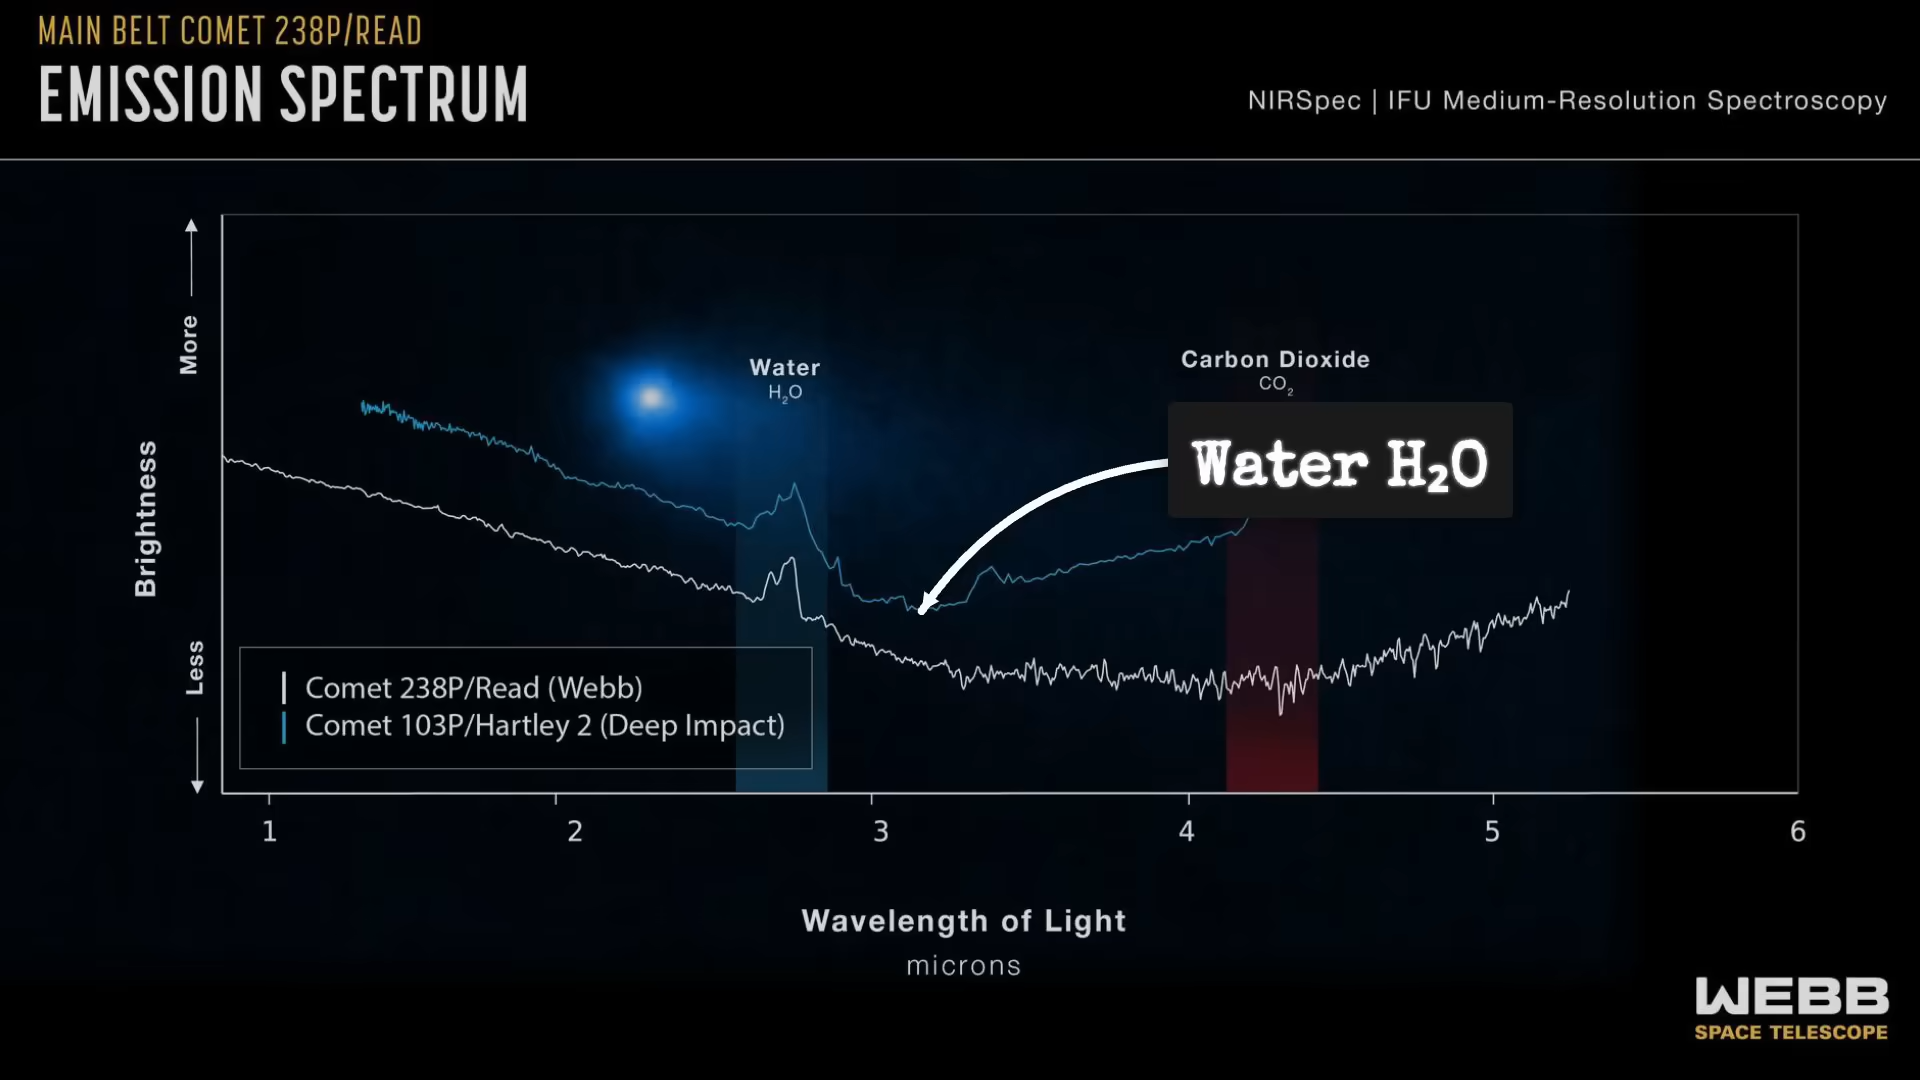 MAIN BELT COMET 238P/READ
EMISSION SPECTRUM
NIRSpec | IFU Medium-Resolution Spectroscopy
More
Brightness
Less
Water
H₂O
Carbon Dioxide
CO₂
Water H₂O
Comet 238P/Read (Webb)
Comet 103P/Hartley 2 (Deep Impact)
1 2 3 4 5 6
Wavelength of Light
microns
WEBB
SPACE TELESCOPE